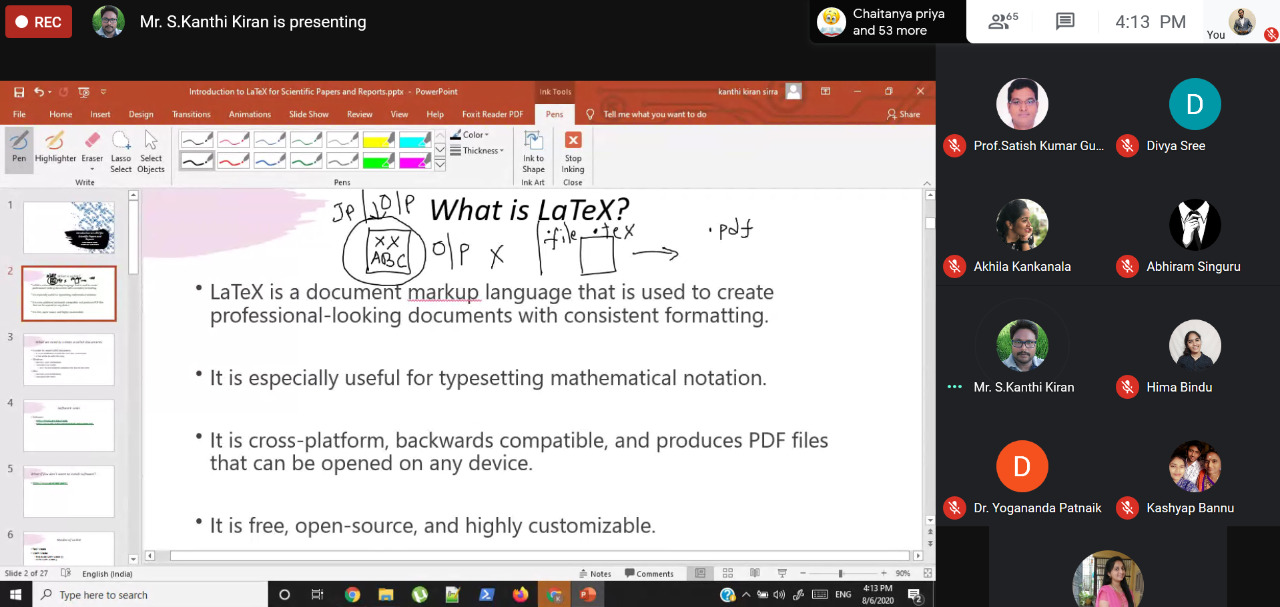 REC
Mr. S.Kanthi Kiran is presenting
Chaitanya priya
and 53 more
65
4:13 PM
You
Introduction to LaTeX for Scientific Papers and Reports.pptx - PowerPoint
Ink Tools
kanthi kiran sirra
File Home Insert Design Transitions Animations Slide Show Review View Help Foxit Reader PDF Pens Tell me what you want to do Share
Pen Highlighter Eraser Lasso Select Select Objects
Write
Pens
Color
Thickness
Ink to Shape
Ink Art
Stop Inking
Close
1
2
3
4
5
6
What is LaTeX?
O|P
XX
ABC
O|P X
.file .tex
.pdf
• LaTeX is a document markup language that is used to create
professional-looking documents with consistent formatting.
• It is especially useful for typesetting mathematical notation.
• It is cross-platform, backwards compatible, and produces PDF files
that can be opened on any device.
• It is free, open-source, and highly customizable.
Slide 2 of 27 English (India) Notes Comments 90%
Type here to search
ENG
4:13 PM
8/6/2020
2
Prof.Satish Kumar Gu...
D
Divya Sree
Akhila Kankanala
Abhiram Singuru
Mr. S.Kanthi Kiran
Hima Bindu
D
Dr. Yogananda Patnaik
Kashyap Bannu